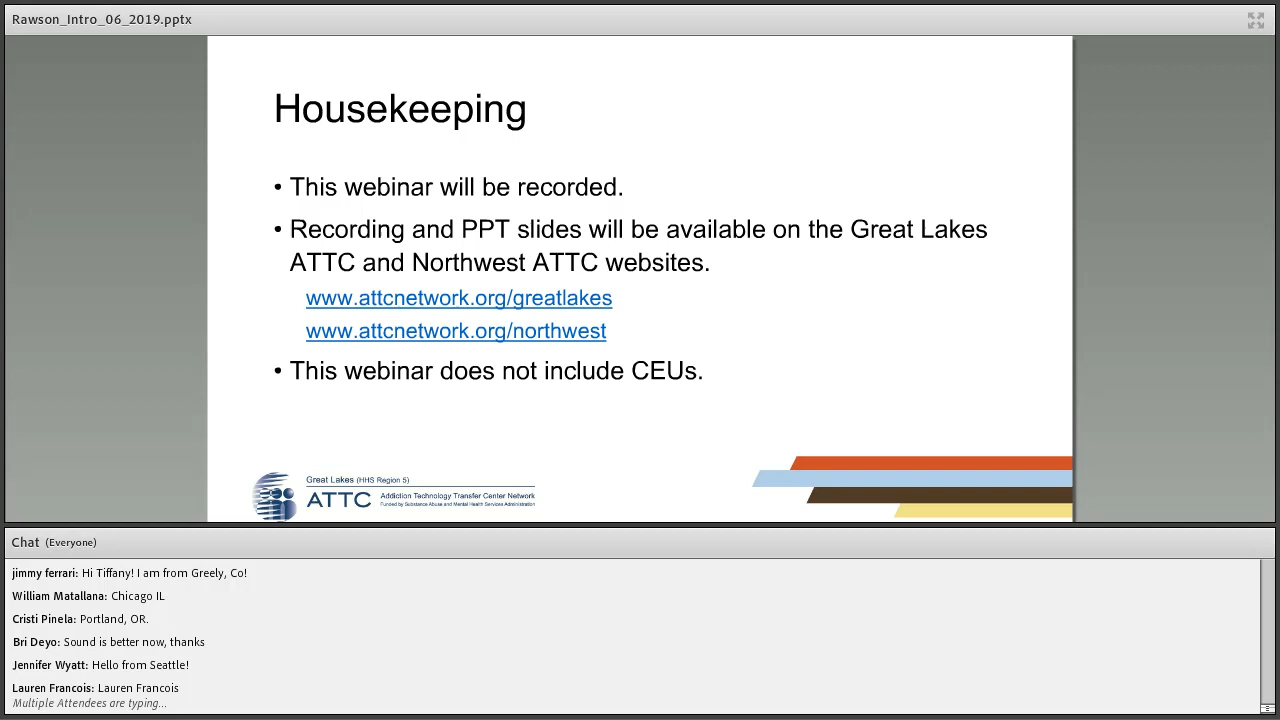 Rawson_Intro_06_2019.pptx
Housekeeping
• This webinar will be recorded.
• Recording and PPT slides will be available on the Great Lakes
ATTC and Northwest ATTC websites.
www.attcnetwork.org/greatlakes
www.attcnetwork.org/northwest
• This webinar does not include CEUs.
Great Lakes (HHS Region 5)
ATTC Addiction Technology Transfer Center Network
Funded by Substance Abuse and Mental Health Services Administration
Chat (Everyone)
jimmy ferrari: Hi Tiffany! I am from Greely, Co!
William Matallana: Chicago IL
Cristi Pinela: Portland, OR.
Bri Deyo: Sound is better now, thanks
Jennifer Wyatt: Hello from Seattle!
Lauren Francois: Lauren Francois
Multiple Attendees are typing...